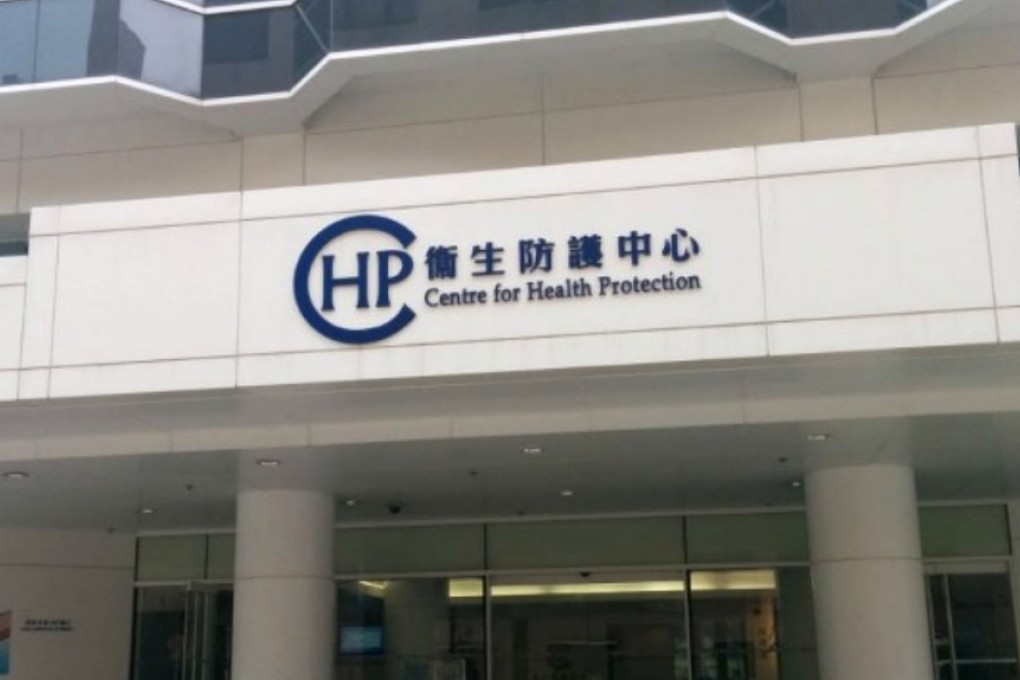 CHP
衞生防護中心
Centre for Health Protection